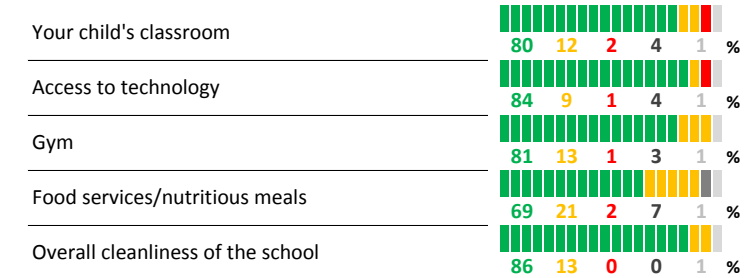 Your child's classroom
80 12 2 4 1 %
Access to technology
84 9 1 4 1 %
Gym
81 13 1 3 1 %
Food services/nutritious meals
69 21 2 7 1 %
Overall cleanliness of the school
86 13 0 0 1 %